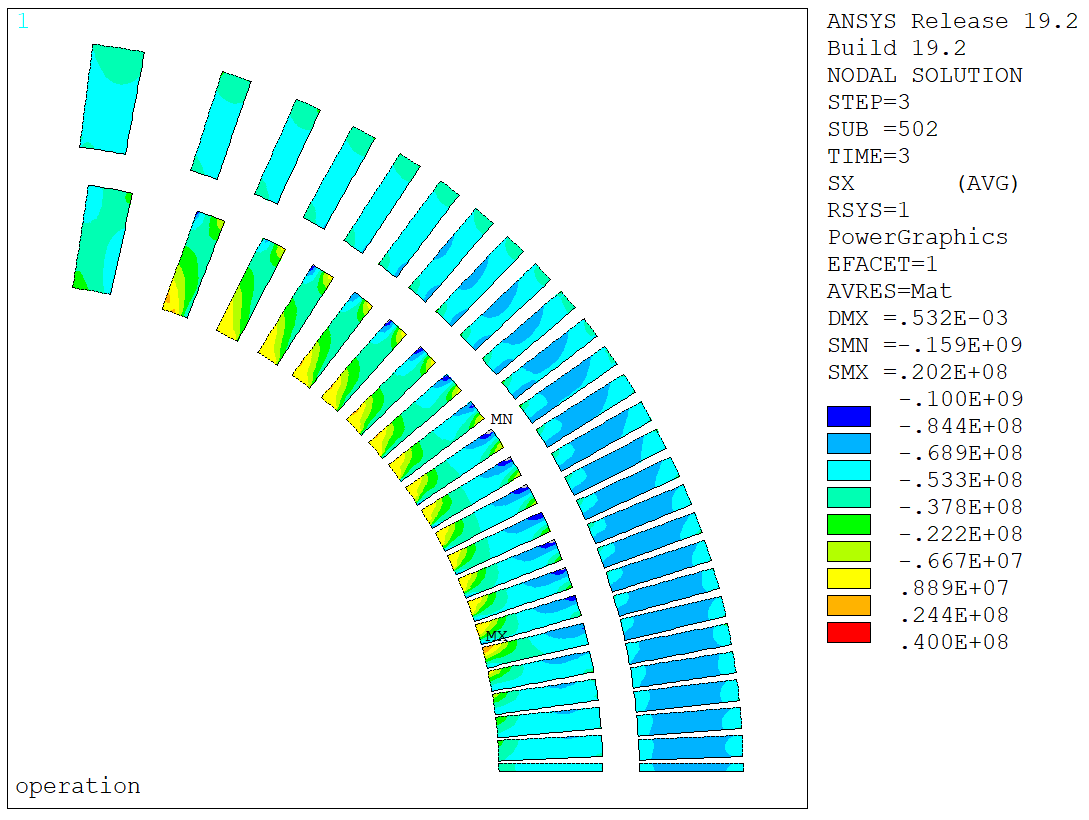 1
ANSYS Release 19.2
Build 19.2
NODAL SOLUTION
STEP=3
SUB =502
TIME=3
SX (AVG)
RSYS=1
PowerGraphics
EFACET=1
AVRES=Mat
DMX =.532E-03
SMN =-.159E+09
SMX =.202E+08
-.100E+09
-.844E+08
-.689E+08
-.533E+08
-.378E+08
-.222E+08
-.667E+07
.889E+07
.244E+08
.400E+08
MN
MX
operation